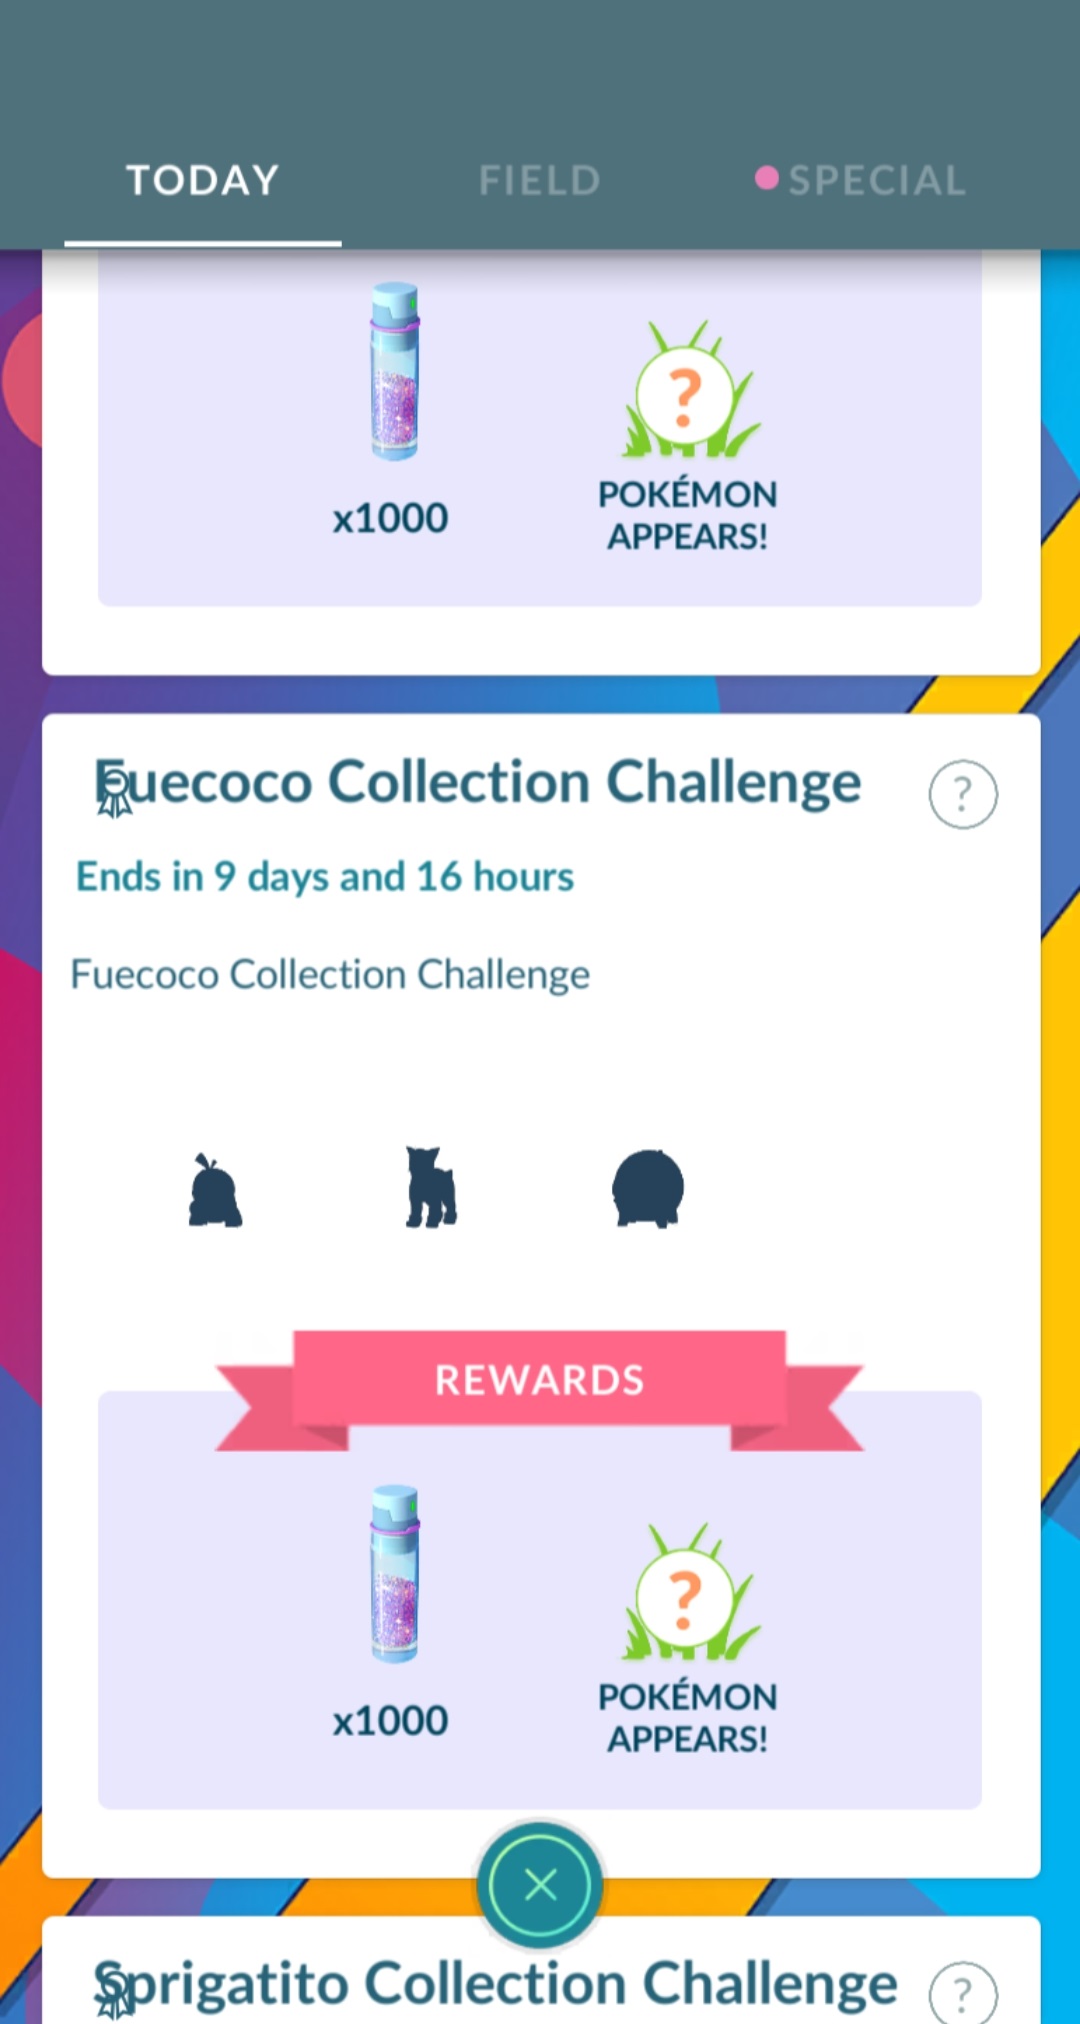 TODAY
FIELD
SPECIAL
?
x1000
POKÉMON
APPEARS!
Fuecoco Collection Challenge
?
Ends in 9 days and 16 hours
Fuecoco Collection Challenge
REWARDS
?
x1000
POKÉMON
APPEARS!
Sprigatito Collection Challenge
?